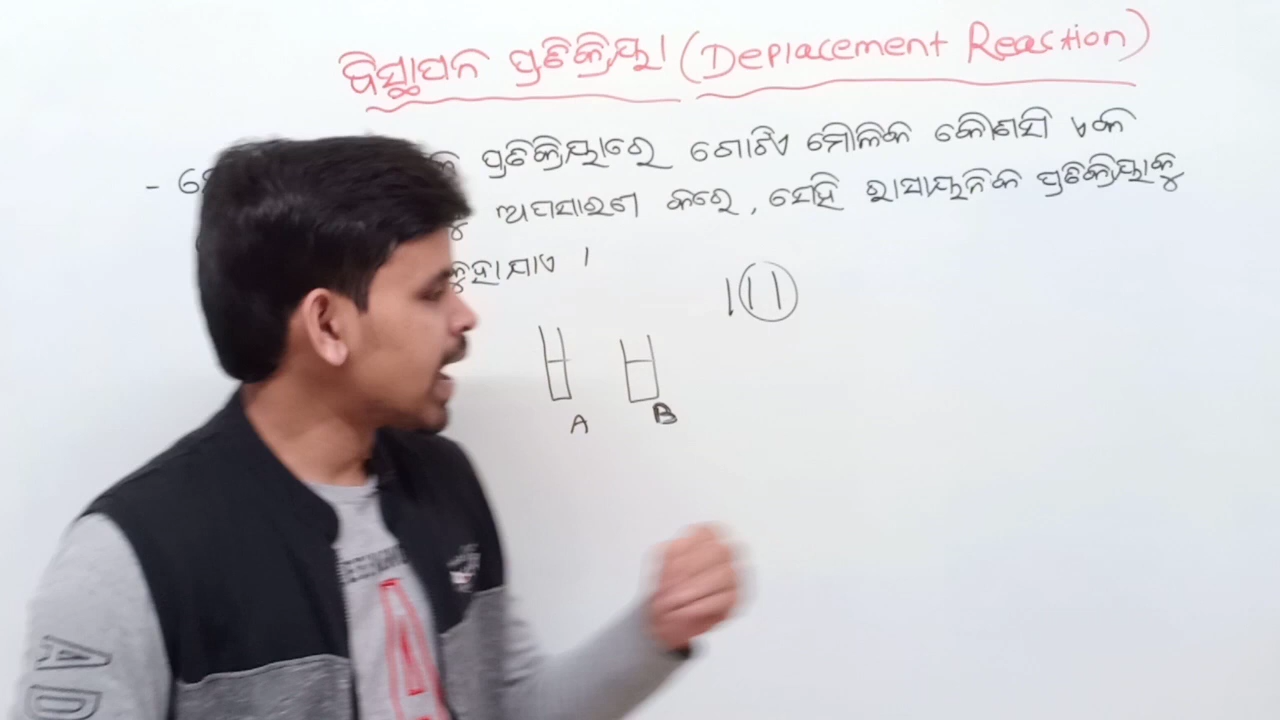 ବିସ୍ଥାପନ ପ୍ରତିକ୍ରିୟା (Deplacement Reaction)
- ପ୍ରତିକ୍ରିୟାରେ ଗୋଟିଏ ମୌଳିକ କୌଣସି ଏକ
ଅପସାରଣ କରେ, ସେହି ରାସାୟନିକ ପ୍ରତିକ୍ରିୟାକୁ
କୁହାଯାଏ ।
A B
A
A D